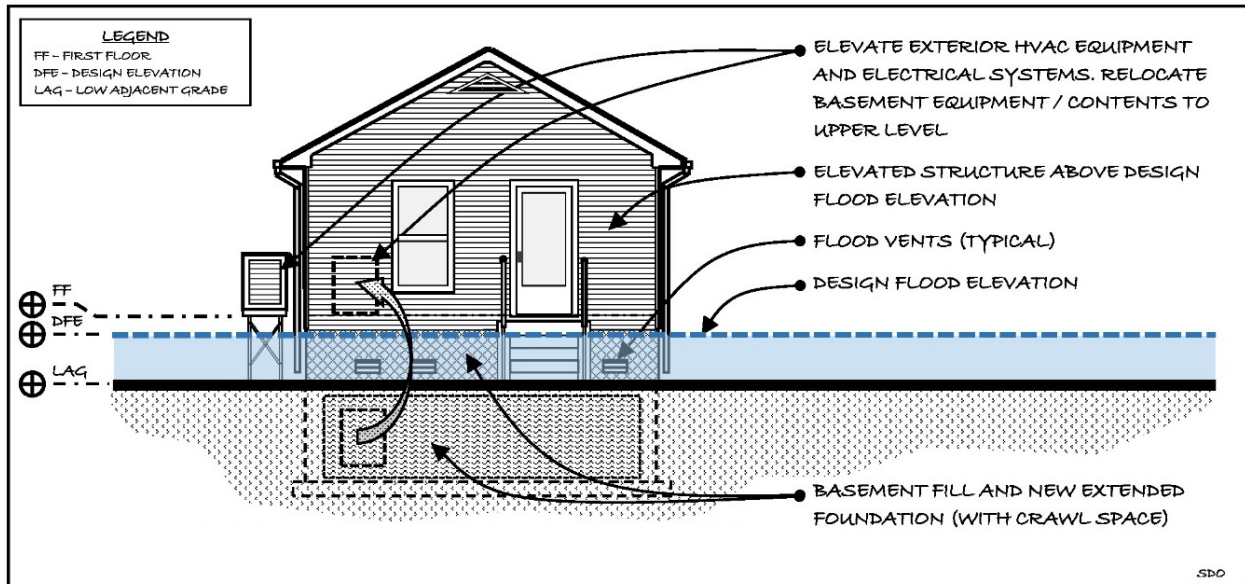 LEGEND
FF – FIRST FLOOR
DFE – DESIGN ELEVATION
LAG – LOW ADJACENT GRADE
ELEVATE EXTERIOR HVAC EQUIPMENT
AND ELECTRICAL SYSTEMS. RELOCATE
BASEMENT EQUIPMENT / CONTENTS TO
UPPER LEVEL
ELEVATED STRUCTURE ABOVE DESIGN
FLOOD ELEVATION
FLOOD VENTS (TYPICAL)
DESIGN FLOOD ELEVATION
FF
DFE
LAG
BASEMENT FILL AND NEW EXTENDED
FOUNDATION (WITH CRAWL SPACE)
SDO